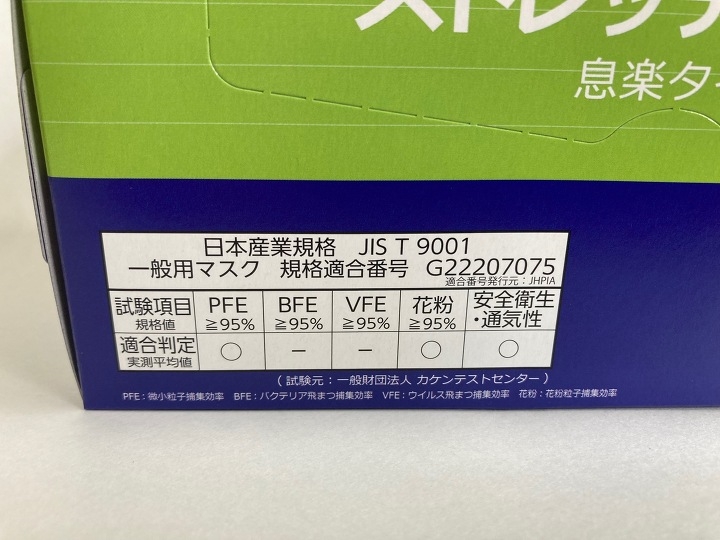 ストレッチ
息楽タイ
日本産業規格 JIS T 9001
一般用マスク 規格適合番号 G22207075
適合番号発行元:JHPIA
試験項目 PFE BFE VFE 花粉 安全衛生
規格値 ≧95% ≧95% ≧95% ≧95% ・通気性
適合判定 ○ － － ○ ○
実測平均値
(試験元:一般財団法人 カケンテストセンター)
PFE:微小粒子捕集効率 BFE:バクテリア飛まつ捕集効率 VFE:ウイルス飛まつ捕集効率 花粉:花粉粒子捕集効率